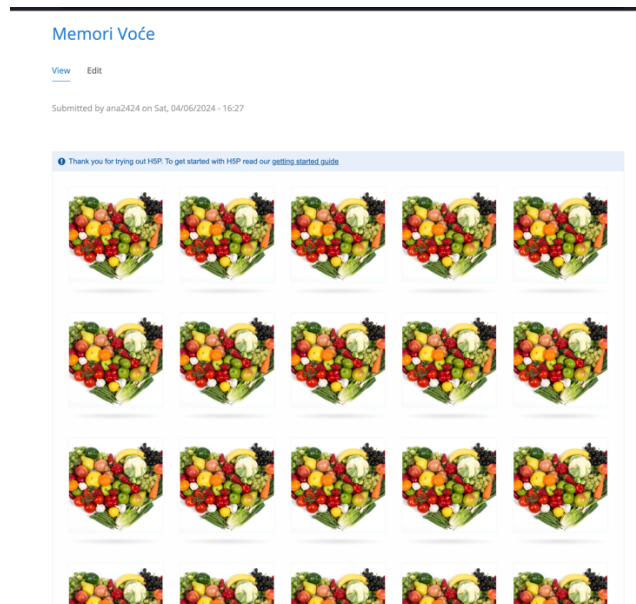 Memori Voće
View Edit
Submitted by ana2424 on Sat, 04/06/2024 - 16:27
Thank you for trying out H5P. To get started with H5P read our getting started guide